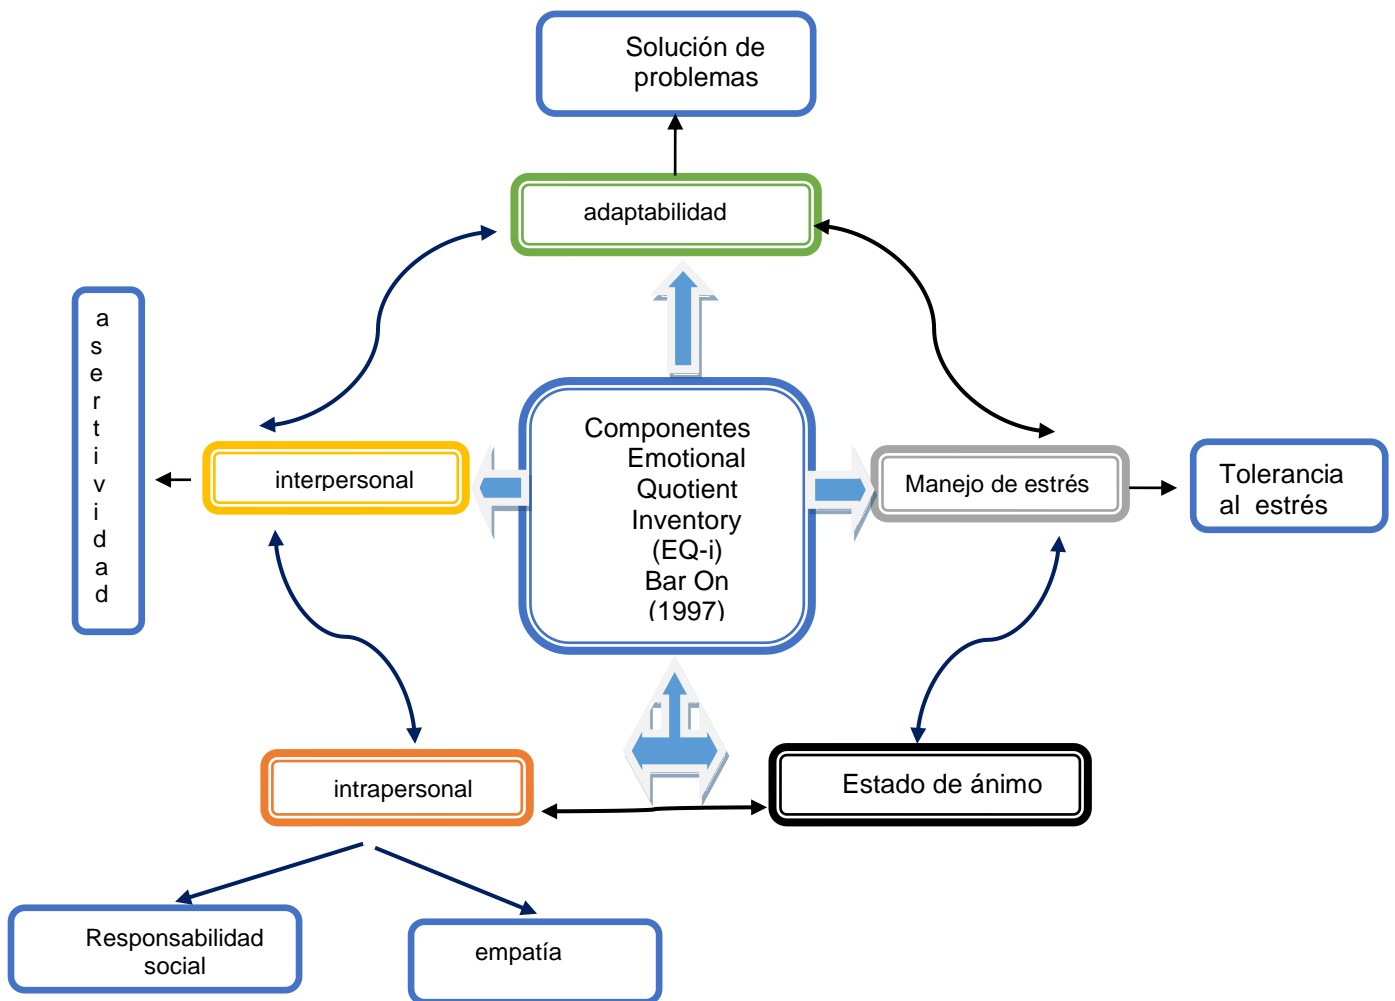 Solución de
problemas
adaptabilidad
asertividad
interpersonal
Componentes
Emotional
Quotient
Inventory
(EQ-i)
Bar On
(1997)
Manejo de estrés
Tolerancia
al estrés
intrapersonal
Estado de ánimo
Responsabilidad
social
empatía